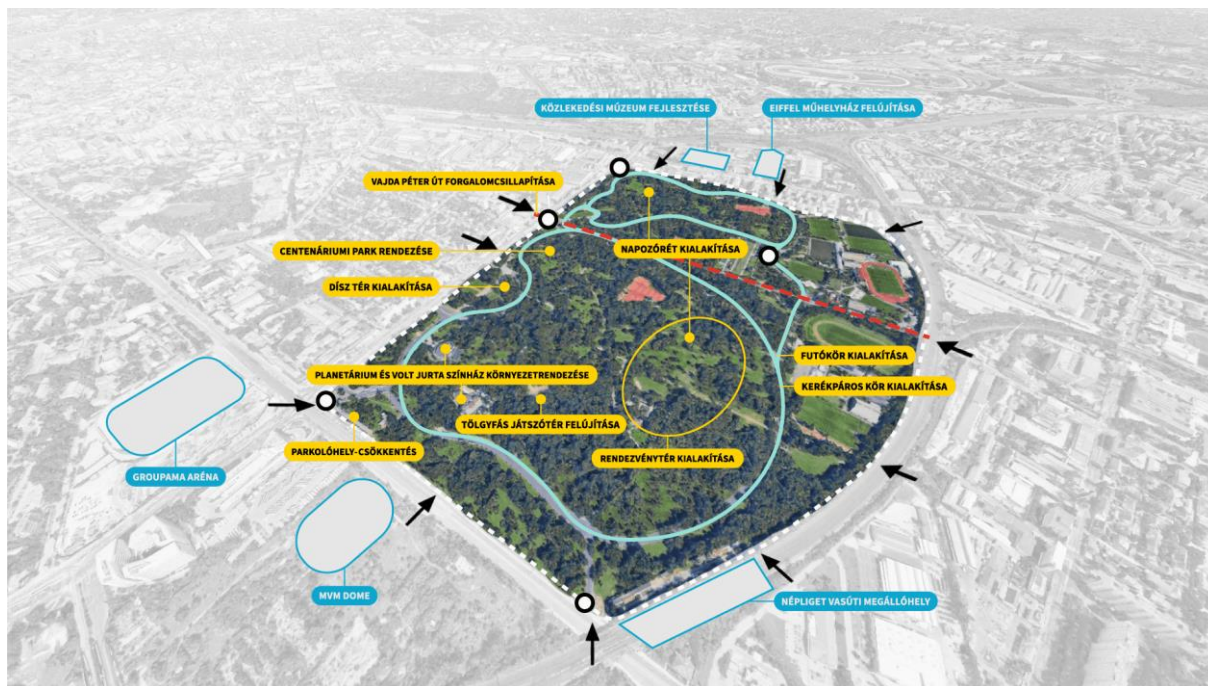 KÖZLEKEDÉSI MÚZEUM FEJLESZTÉSE
EIFFEL MŰHELYHÁZ FELÚJÍTÁSA
VAJDA PÉTER ÚT FORGALOMCSILLAPÍTÁSA
CENTENÁRIUMI PARK RENDEZÉSE
NAPOZÓRÉT KIALAKÍTÁSA
DÍSZ TÉR KIALAKÍTÁSA
FUTÓKÖR KIALAKÍTÁSA
PLANETÁRIUM ÉS VOLT JURTA SZÍNHÁZ KÖRNYEZETRENDEZÉSE
KERÉKPÁROS KÖR KIALAKÍTÁSA
TÖLGYFÁS JÁTSZÓTÉR FELÚJÍTÁSA
PARKOLÓHELY-CSÖKKENTÉS
RENDEZVÉNYTÉR KIALAKÍTÁSA
GROUPAMA ARÉNA
MVM DOME
NÉPLIGET VASÚTI MEGÁLLÓHELY